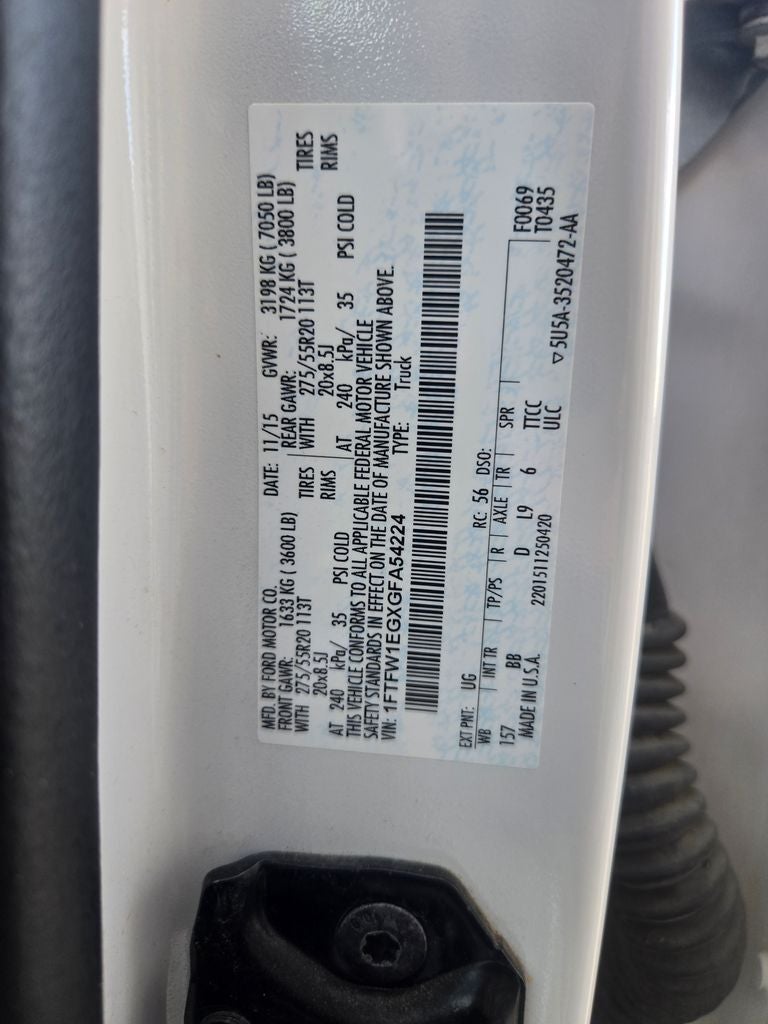 MFD. BY FORD MOTOR CO.
DATE: 11/15 GVWR: 3198 KG ( 7050 LB)
FRONT GAWR: 1633 KG ( 3600 LB) REAR GAWR: 1724 KG ( 3800 LB)
WITH 275/55R20 113T TIRES WITH 275/55R20 113T TIRES
20x8.5J RIMS 20x8.5J RIMS
AT 240 kPa/ 35 PSI COLD AT 240 kPa/ 35 PSI COLD
THIS VEHICLE CONFORMS TO ALL APPLICABLE FEDERAL MOTOR VEHICLE
SAFETY STANDARDS IN EFFECT ON THE DATE OF MANUFACTURE SHOWN ABOVE.
VIN: 1FTFW1EGXGFA54224 TYPE: Truck
EXT PNT: UG RC: 56 DSO:
WB INT TR TP/PS R AXLE TR SPR F0069
157 BB D L9 6 TTCC T0435
MADE IN U.S.A. ULC
2201511250420 ▽5U5A-3520472-AA